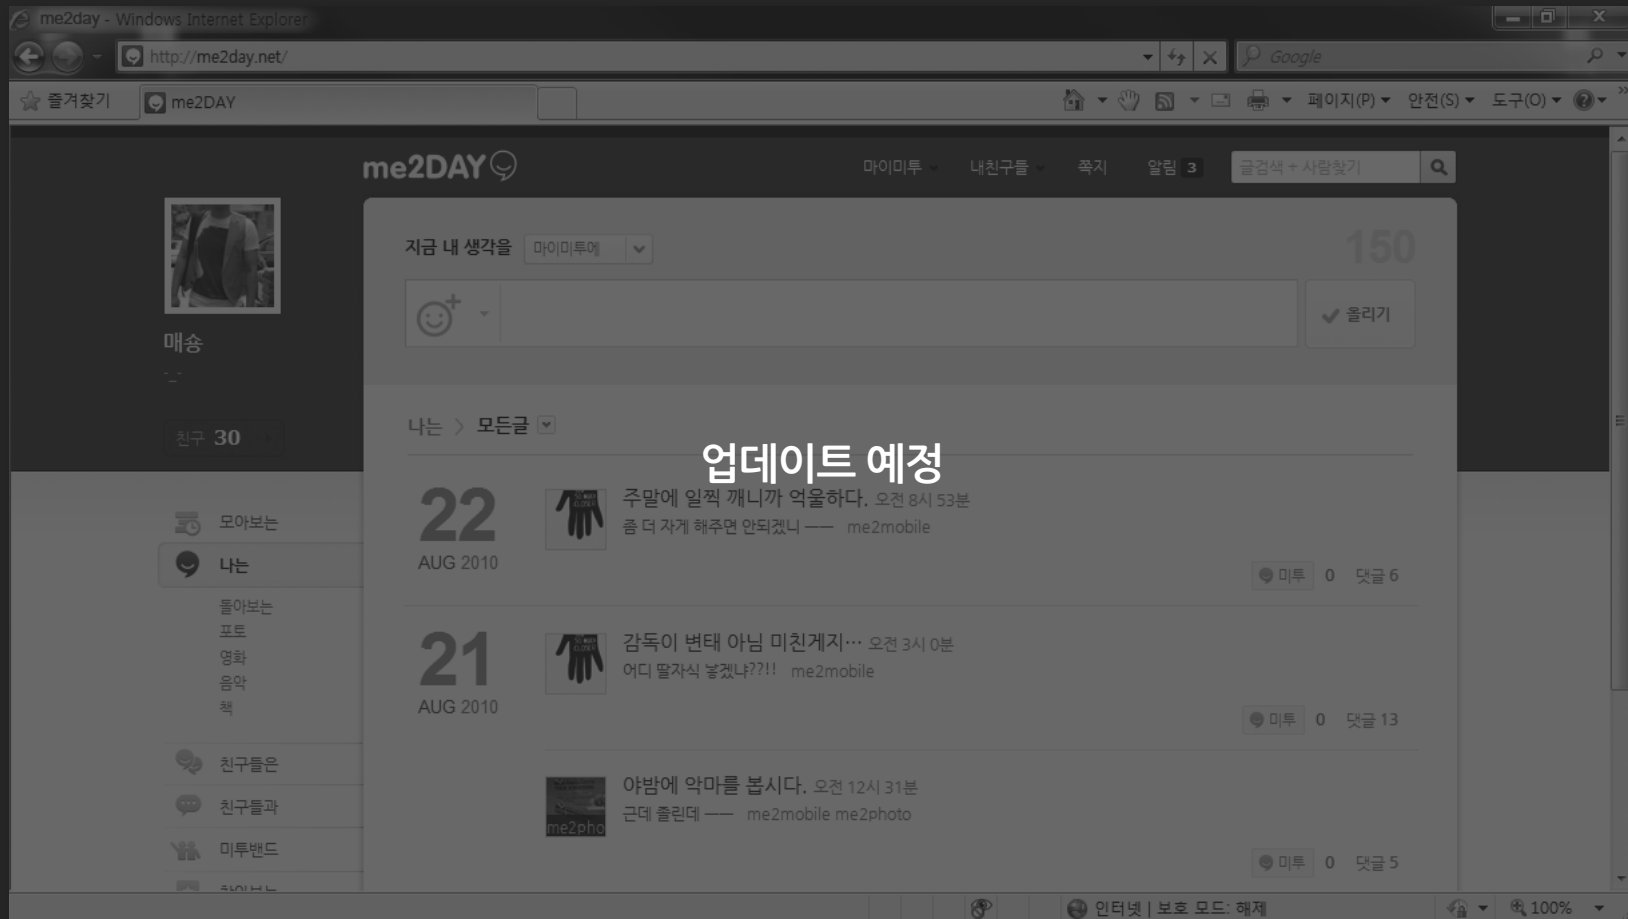 me2day - Windows Internet Explorer
http://me2day.net/
Google
즐겨찾기
me2DAY
페이지(P)
안전(S)
도구(O)
me2DAY
마이미투
내친구들
쪽지
알림 3
글검색 + 사람찾기
매숑
-_-
친구 30
지금 내 생각을
마이미투에
150
올리기
나는 > 모든글
업데이트 예정
모아보는
나는
돌아보는
포토
영화
음악
책
친구들은
친구들과
미투밴드
22
AUG 2010
주말에 일찍 깨니까 억울하다. 오전 8시 53분
좀 더 자게 해주면 안되겠니 ㅡㅡ me2mobile
미투 0 댓글 6
21
AUG 2010
감독이 변태 아님 미친게지… 오전 3시 0분
어디 딸자식 낳겠냐??!! me2mobile
미투 0 댓글 13
야밤에 악마를 봅시다. 오전 12시 31분
근데 졸린데 ㅡㅡ me2mobile me2photo
me2pho
미투 0 댓글 5
인터넷 | 보호 모드: 해제
100%